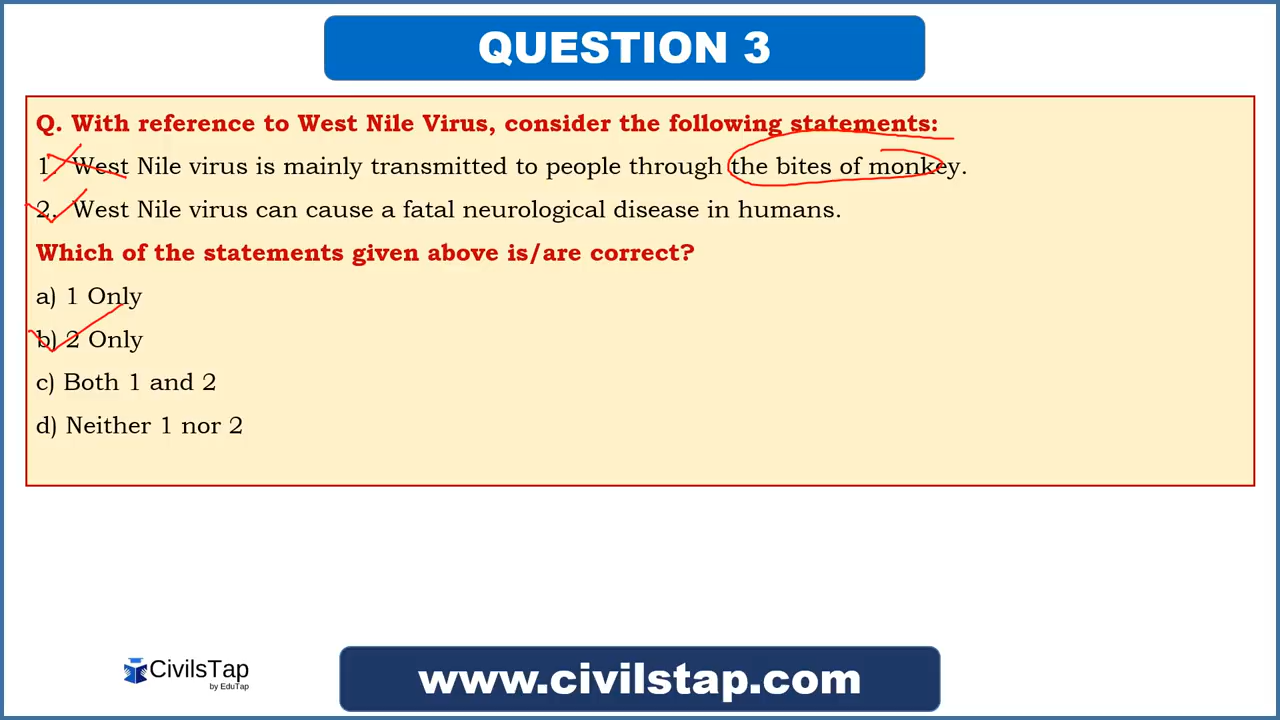 QUESTION 3
Q. With reference to West Nile Virus, consider the following statements:
1. West Nile virus is mainly transmitted to people through the bites of monkey.
2. West Nile virus can cause a fatal neurological disease in humans.
Which of the statements given above is/are correct?
a) 1 Only
b) 2 Only
c) Both 1 and 2
d) Neither 1 nor 2
CivilsTap
by EduTap
www.civilstap.com